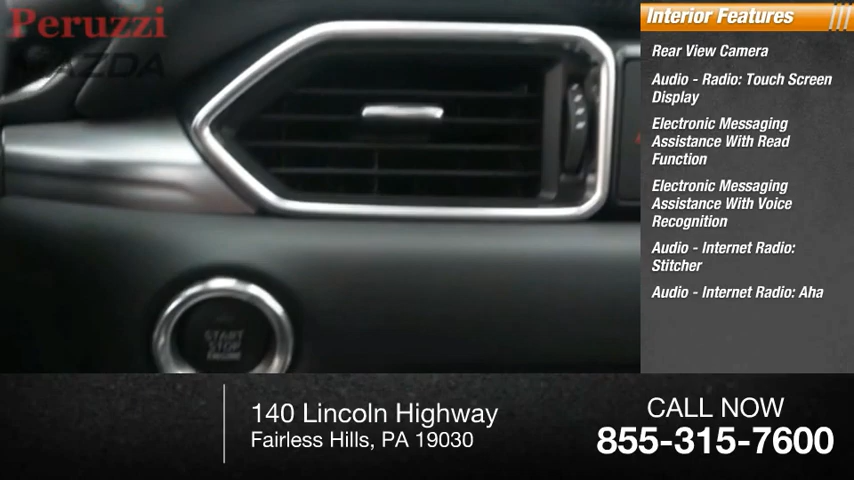 Peruzzi
MAZDA
Interior Features
Rear View Camera
Audio - Radio: Touch Screen
Display
Electronic Messaging
Assistance With Read
Function
Electronic Messaging
Assistance With Voice
Recognition
Audio - Internet Radio:
Stitcher
Audio - Internet Radio: Aha
START
STOP
ENGINE
140 Lincoln Highway
Fairless Hills, PA 19030
CALL NOW
855-315-7600